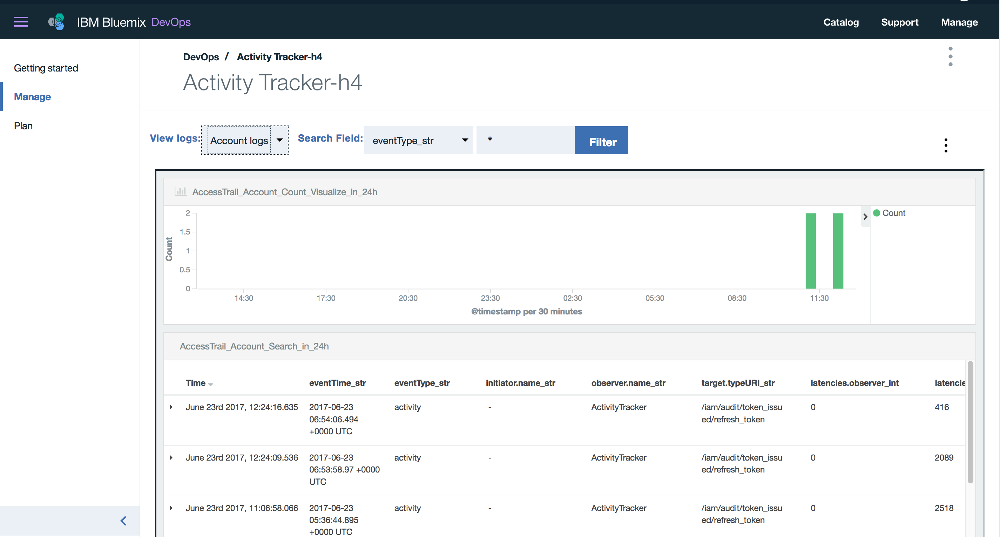 IBM Bluemix DevOps
Catalog Support Manage
Getting started
Manage
Plan
DevOps / Activity Tracker-h4
Activity Tracker-h4
View logs: Account logs Search Field: eventType_str * Filter
AccessTrail_Account_Count_Visualize_in_24h
2
1.5
1
0.5
0
Count
14:30 17:30 20:30 23:30 02:30 05:30 08:30 11:30
@timestamp per 30 minutes
Count
AccessTrail_Account_Search_in_24h
Time eventTime_str eventType_str initiator.name_str observer.name_str target.typeURI_str latencies.observer_int latencie
June 23rd 2017, 12:24:16.635 2017-06-23 activity - ActivityTracker /iam/audit/token_issu 0 416
06:54:06.494 ed/refresh_token
+0000 UTC
June 23rd 2017, 12:24:09.536 2017-06-23 activity - ActivityTracker /iam/audit/token_issu 0 2089
06:53:58.97 +0000 ed/refresh_token
UTC
June 23rd 2017, 11:06:58.066 2017-06-23 activity - ActivityTracker /iam/audit/token_issu 0 2518
05:36:44.895 ed/refresh_token
+0000 UTC